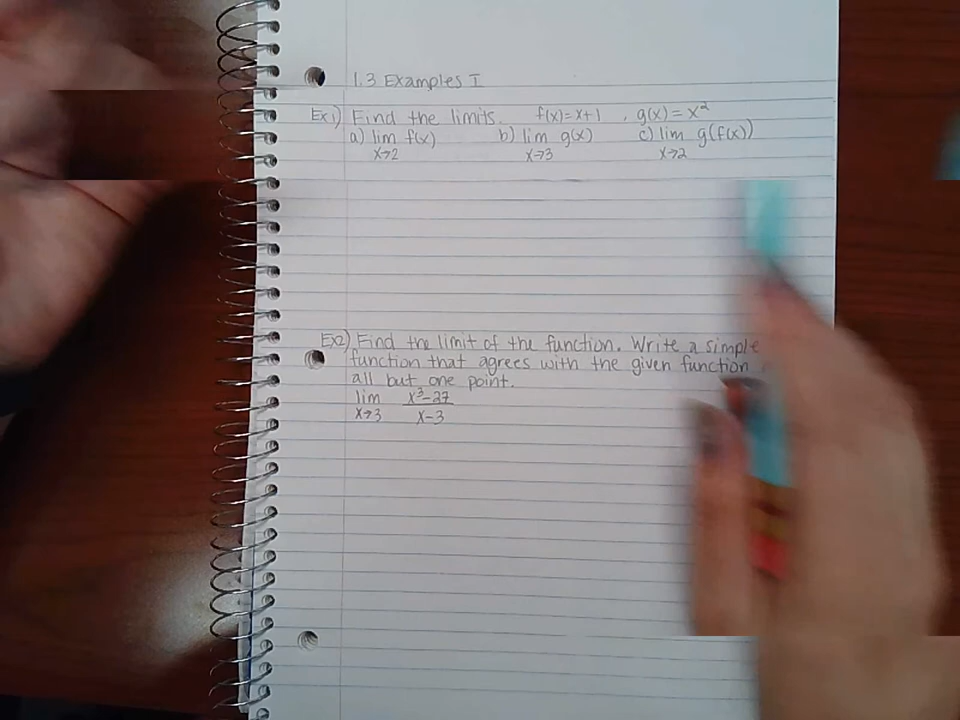 1.3 Examples I
Ex1) Find the limits. f(x)=x+1 , g(x)=x²
a) lim f(x) b) lim g(x) c) lim g(f(x))
x→2 x→3 x→2
Ex2) Find the limit of the function. Write a simple
function that agrees with the given function
all but one point.
lim x³-27
x→3 x-3